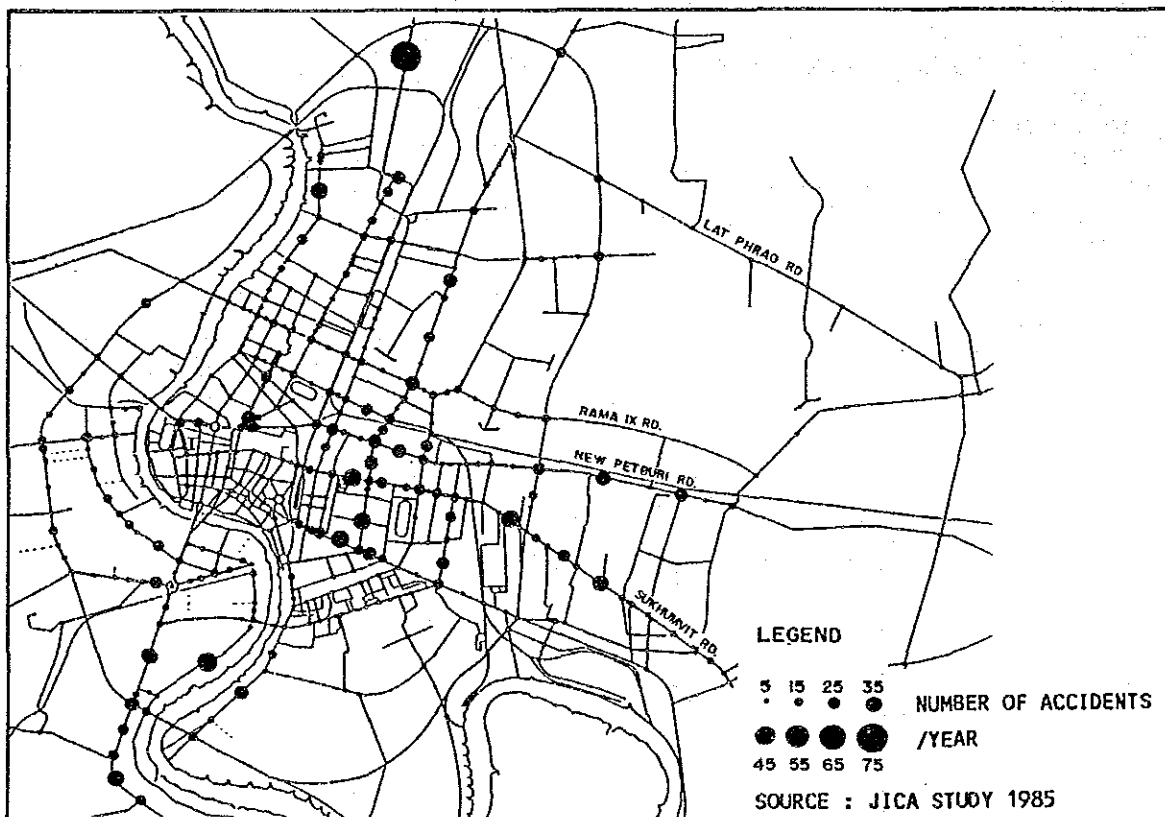 LAT PHRAO RD.
RAMA IX RD.
NEW PETBURI RD.
SUKHUMVIT RD.
LEGEND
5 15 25 35
NUMBER OF ACCIDENTS
/YEAR
45 55 65 75
SOURCE : JICA STUDY 1985